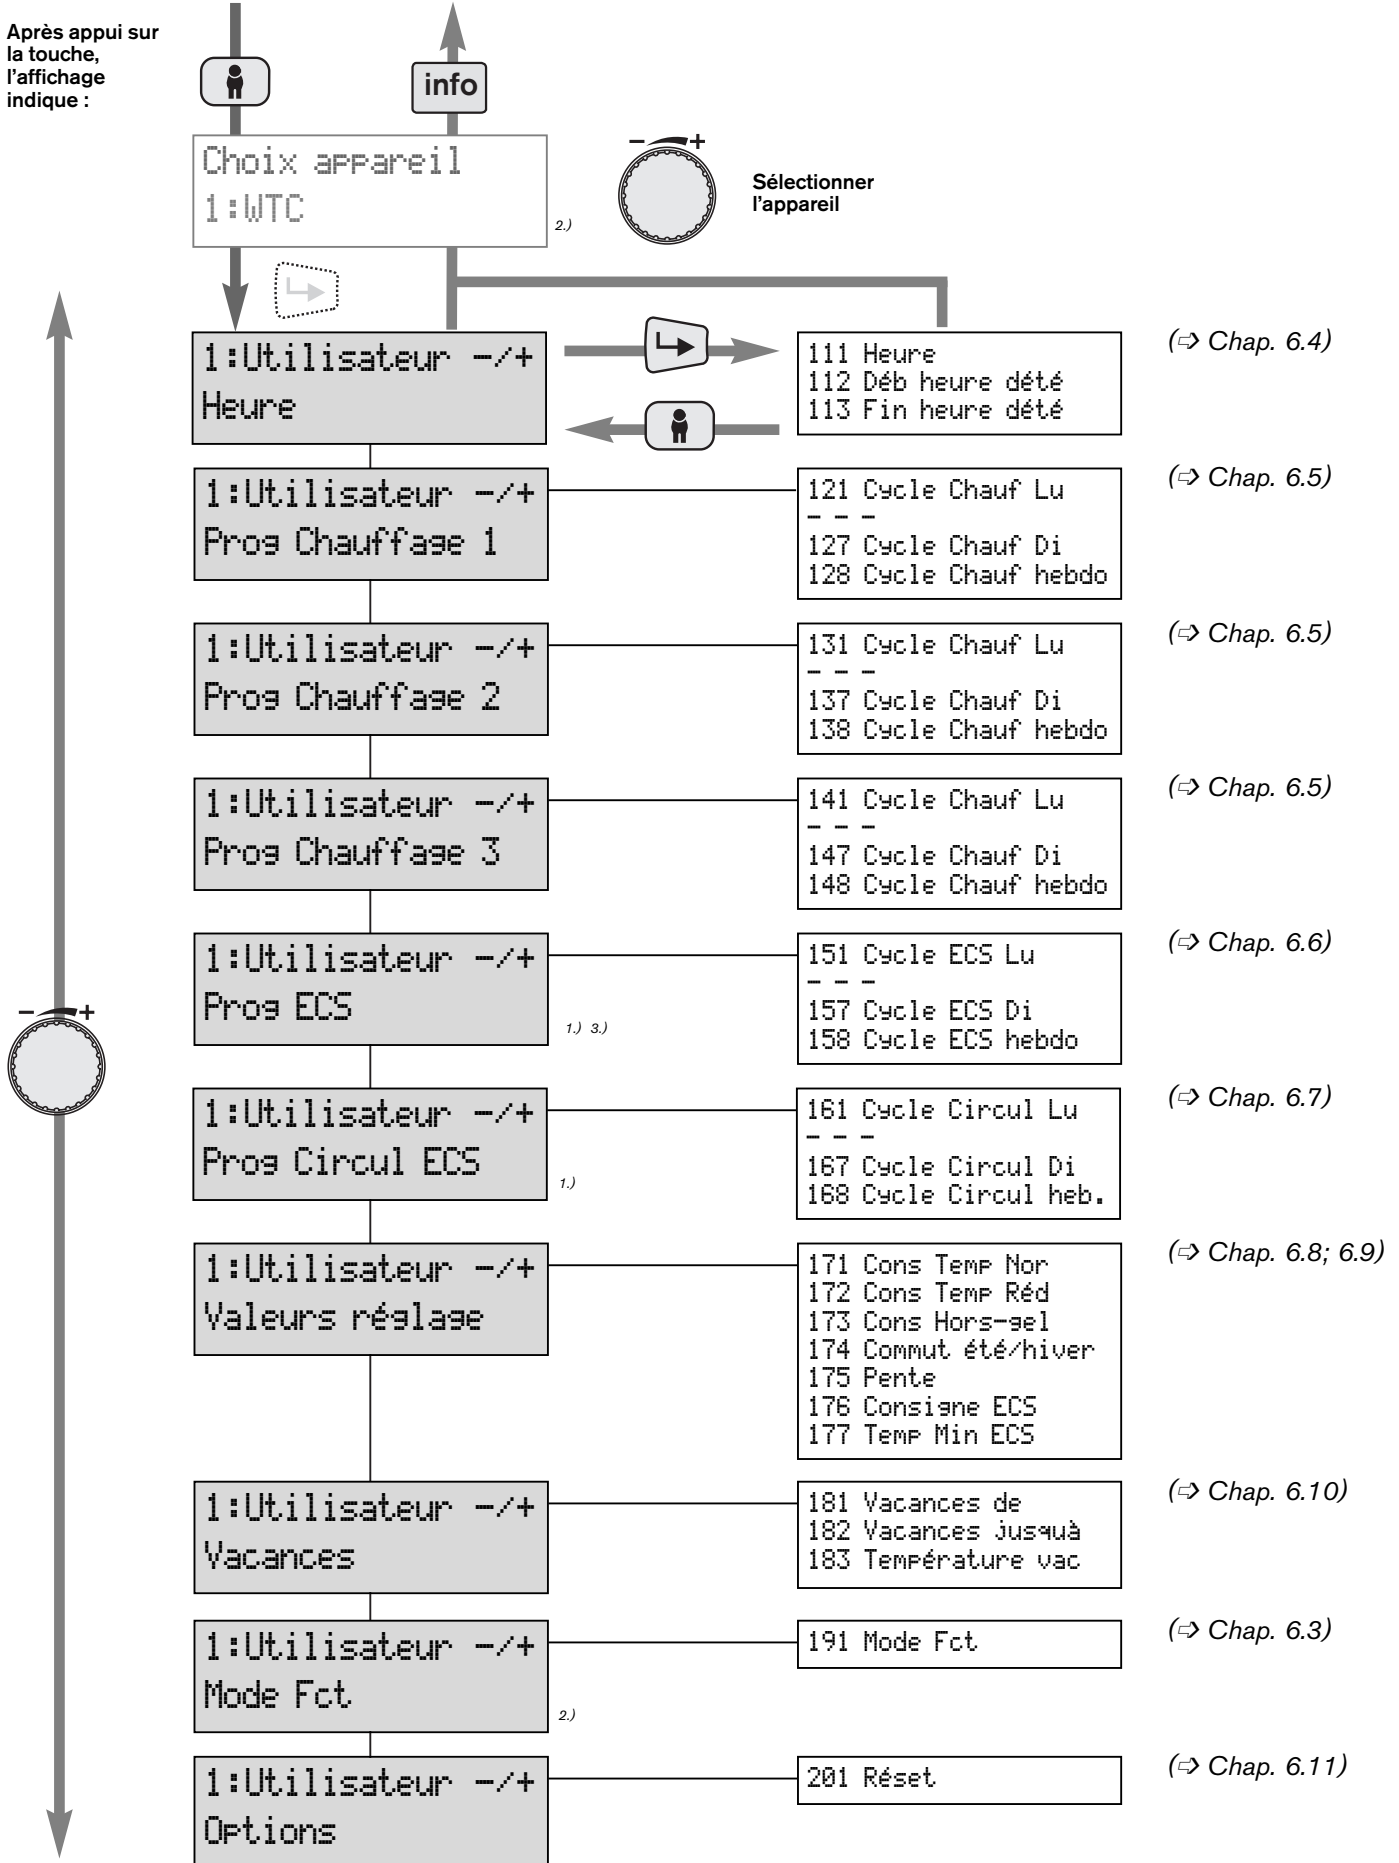 Après appui sur
la touche,
l'affichage
indique :
info
Choix appareil
1:WTC
2.)
- +
Sélectionner
l'appareil
1:Utilisateur -/+
Heure
111 Heure
112 Déb heure dété
113 Fin heure dété
(⇨ Chap. 6.4)
1:Utilisateur -/+
Prog Chauffage 1
121 Cycle Chauf Lu
- - -
127 Cycle Chauf Di
128 Cycle Chauf hebdo
(⇨ Chap. 6.5)
1:Utilisateur -/+
Prog Chauffage 2
131 Cycle Chauf Lu
- - -
137 Cycle Chauf Di
138 Cycle Chauf hebdo
(⇨ Chap. 6.5)
1:Utilisateur -/+
Prog Chauffage 3
141 Cycle Chauf Lu
- - -
147 Cycle Chauf Di
148 Cycle Chauf hebdo
(⇨ Chap. 6.5)
1:Utilisateur -/+
Prog ECS
1.) 3.)
151 Cycle ECS Lu
- - -
157 Cycle ECS Di
158 Cycle ECS hebdo
(⇨ Chap. 6.6)
- +
1:Utilisateur -/+
Prog Circul ECS
1.)
161 Cycle Circul Lu
- - -
167 Cycle Circul Di
168 Cycle Circul heb.
(⇨ Chap. 6.7)
1:Utilisateur -/+
Valeurs réglage
171 Cons Temp Nor
172 Cons Temp Réd
173 Cons Hors-gel
174 Commut été/hiver
175 Pente
176 Consigne ECS
177 Temp Min ECS
(⇨ Chap. 6.8; 6.9)
1:Utilisateur -/+
Vacances
181 Vacances de
182 Vacances jusquà
183 Température vac
(⇨ Chap. 6.10)
1:Utilisateur -/+
Mode Fct
2.)
191 Mode Fct
(⇨ Chap. 6.3)
1:Utilisateur -/+
Options
201 Réset
(⇨ Chap. 6.11)